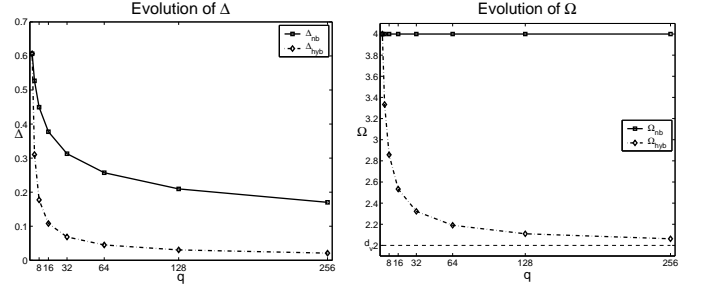 Evolution of Δ
0.7
0.6
0.5
0.4
0.3
0.2
0.1
0
Δ
Δnb
Δhyb
8 16 32 64 128 256
q
Evolution of Ω
4
3.8
3.6
3.4
3.2
3
2.8
2.6
2.4
2.2
dv2
Ω
Ωnb
Ωhyb
8 16 32 64 128 256
q